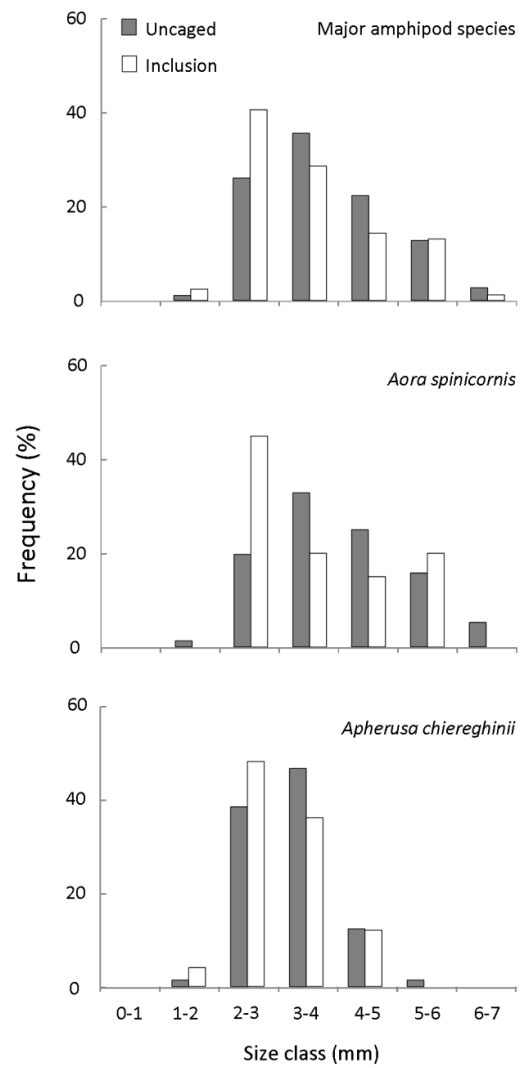 60
Uncaged
Major amphipod species
Inclusion
40
20
0
60
Aora spinicornis
40
20
0
Frequency (%)
60
Apherusa chiereghinii
40
20
0
0-1 1-2 2-3 3-4 4-5 5-6 6-7
Size class (mm)